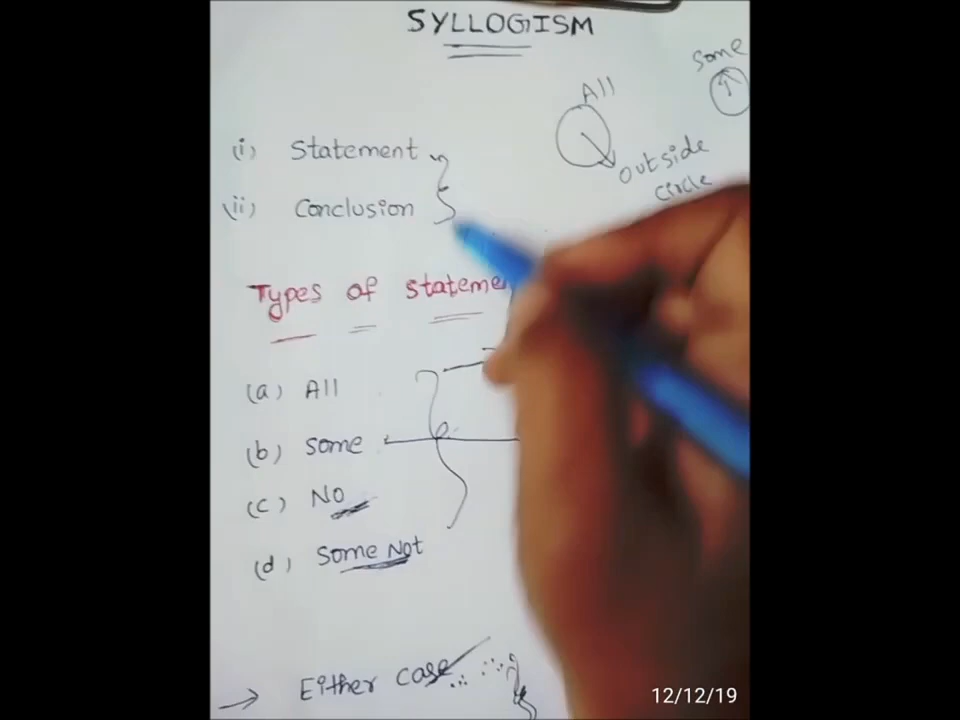 SYLLOGISM
Some
All
(i) Statement
outside
circle
(ii) Conclusion
Types of stateme
(a) All
(b) Some
(c) No
(d) Some Not
→ Either case
12/12/19